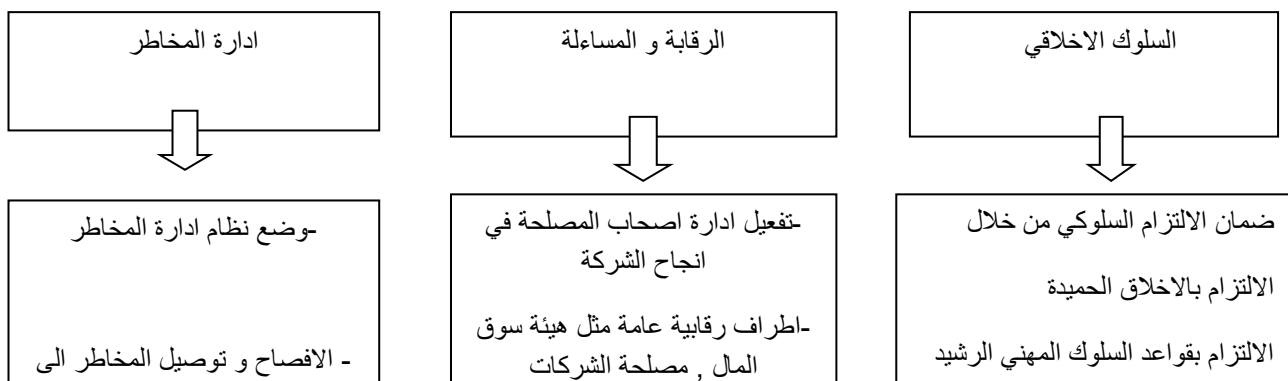 السلوك الاخلاقي
الرقابة و المساءلة
ادارة المخاطر
ضمان الالتزام السلوكي من خلال
الالتزام بالاخلاق الحميدة
الالتزام بقواعد السلوك المهني الرشيد
-تفعيل ادارة اصحاب المصلحة في
انجاح الشركة
-اطراف رقابية عامة مثل هيئة سوق
المال , مصلحة الشركات
-وضع نظام ادارة المخاطر
- الافصاح و توصيل المخاطر الى